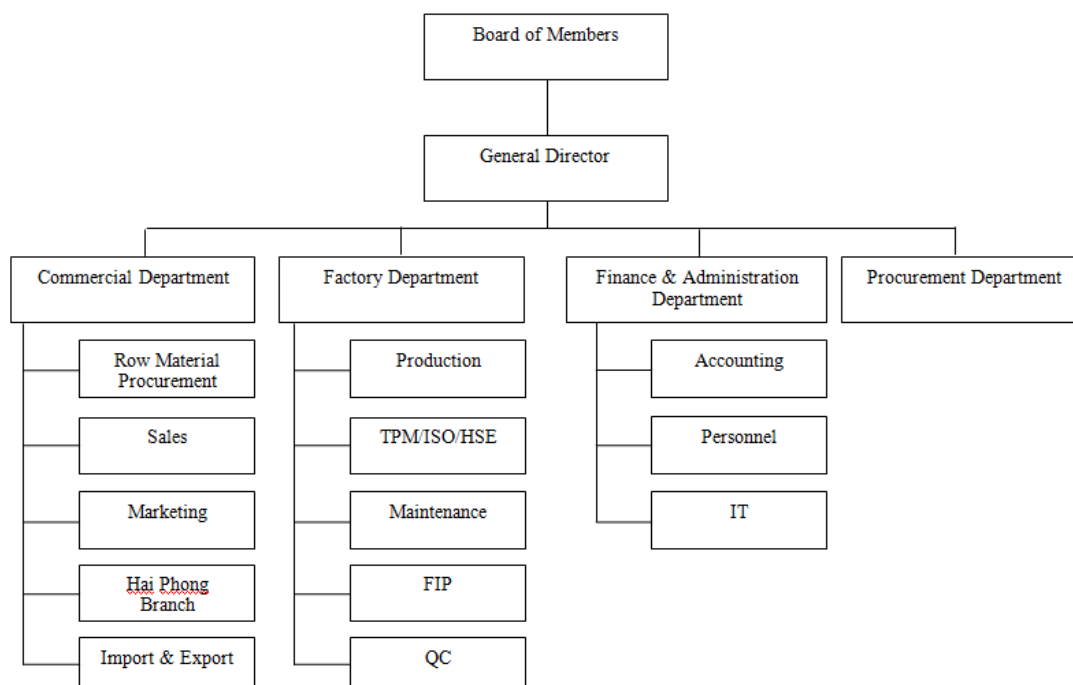 Board of Members
General Director
Commercial Department
Factory Department
Finance & Administration
Department
Procurement Department
Row Material
Procurement
Sales
Marketing
Hai Phong
Branch
Import & Export
Production
TPM/ISO/HSE
Maintenance
FIP
QC
Accounting
Personnel
IT